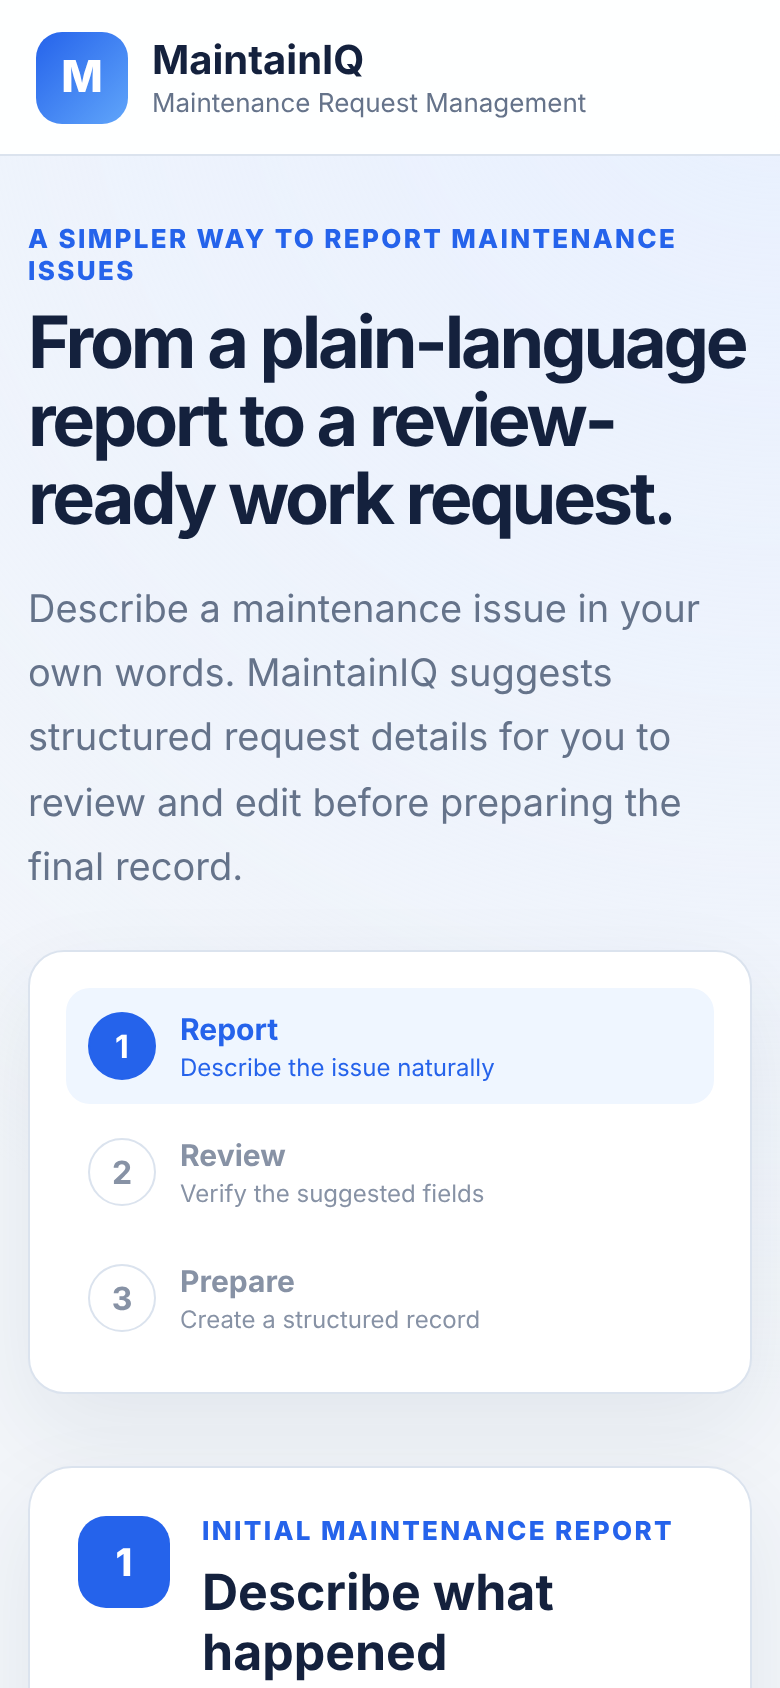 M
MaintainIQ
Maintenance Request Management
A SIMPLER WAY TO REPORT MAINTENANCE
ISSUES
From a plain-language
report to a review-
ready work request.
Describe a maintenance issue in your
own words. MaintainIQ suggests
structured request details for you to
review and edit before preparing the
final record.
1
Report
Describe the issue naturally
2
Review
Verify the suggested fields
3
Prepare
Create a structured record
1
INITIAL MAINTENANCE REPORT
Describe what
happened